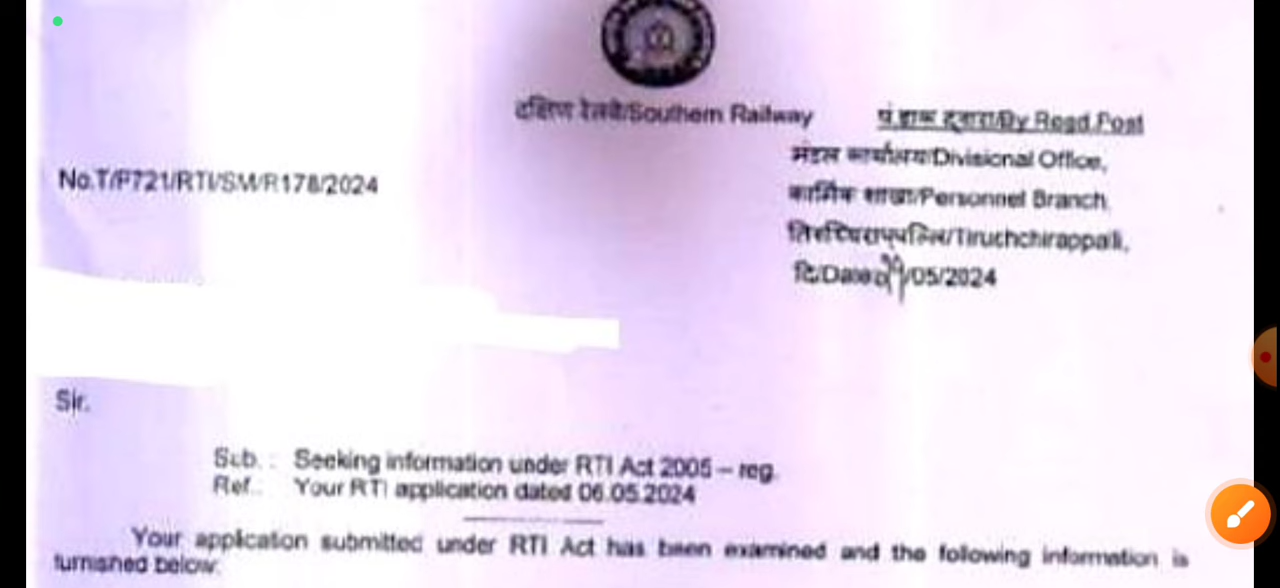 दक्षिण रेलवे/Southern Railway
पं.डाक द्वारा/By Regd.Post
मंडल कार्यालय/Divisional Office,
No.T/P721/RTI/SM/R178/2024
कार्मिक शाखा/Personnel Branch,
तिरुच्चिराप्पल्लि/Tiruchchirappalli,
दि/Date /05/2024
Sir,
Sub. : Seeking information under RTI Act 2005 – reg.
Ref.: Your RTI application dated 06.05.2024
Your application submitted under RTI Act has been examined and the following information is
furnished below: